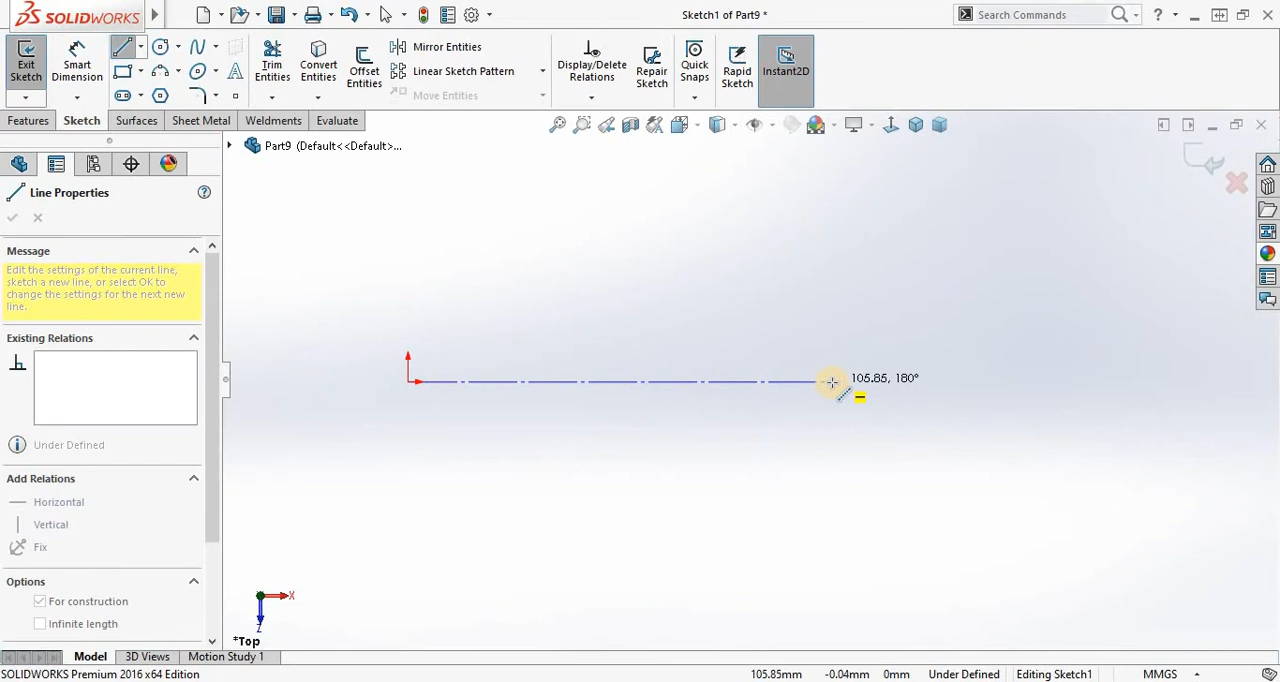 SOLIDWORKS
Sketch1 of Part9 *
Search Commands
?
Exit Sketch
Smart Dimension
Trim Entities
Convert Entities
Offset Entities
Mirror Entities
Linear Sketch Pattern
Move Entities
Display/Delete Relations
Repair Sketch
Quick Snaps
Rapid Sketch
Instant2D
Features
Sketch
Surfaces
Sheet Metal
Weldments
Evaluate
Part9 (Default<<Default>...
Line Properties
?
Message
Edit the settings of the current line,
sketch a new line, or select OK to
change the settings for the next new
line.
Existing Relations
Under Defined
Add Relations
Horizontal
Vertical
Fix
Options
For construction
Infinite length
105.85, 180°
X
Z
*Top
Model
3D Views
Motion Study 1
SOLIDWORKS Premium 2016 x64 Edition
105.85mm
-0.04mm
0mm
Under Defined
Editing Sketch1
MMGS